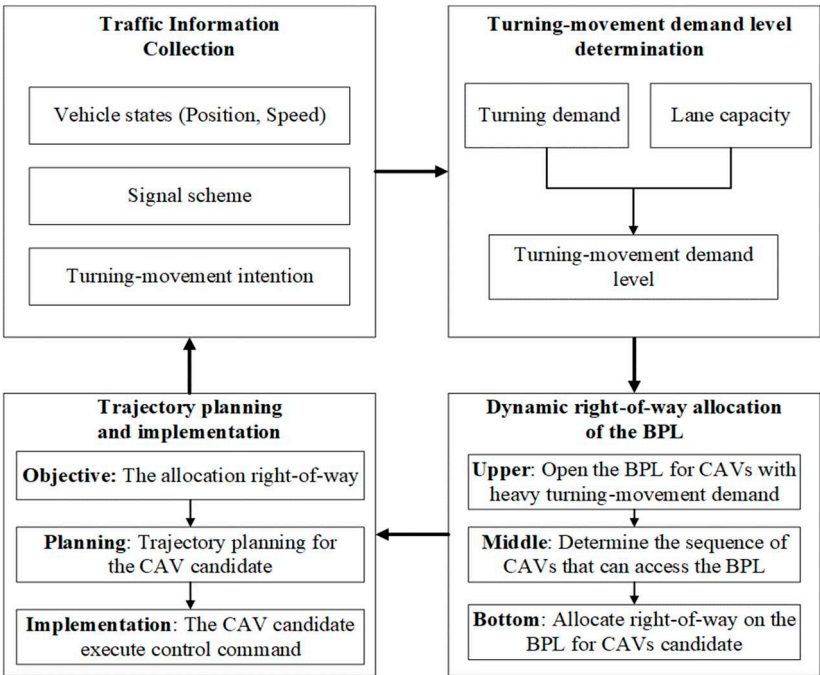 Traffic Information
Collection
Vehicle states (Position, Speed)
Signal scheme
Turning-movement intention
Turning-movement demand level
determination
Turning demand
Lane capacity
Turning-movement demand
level
Trajectory planning
and implementation
Objective: The allocation right-of-way
Planning: Trajectory planning for
the CAV candidate
Implementation: The CAV candidate
execute control command
Dynamic right-of-way allocation
of the BPL
Upper: Open the BPL for CAVs with
heavy turning-movement demand
Middle: Determine the sequence of
CAVs that can access the BPL
Bottom: Allocate right-of-way on the
BPL for CAVs candidate